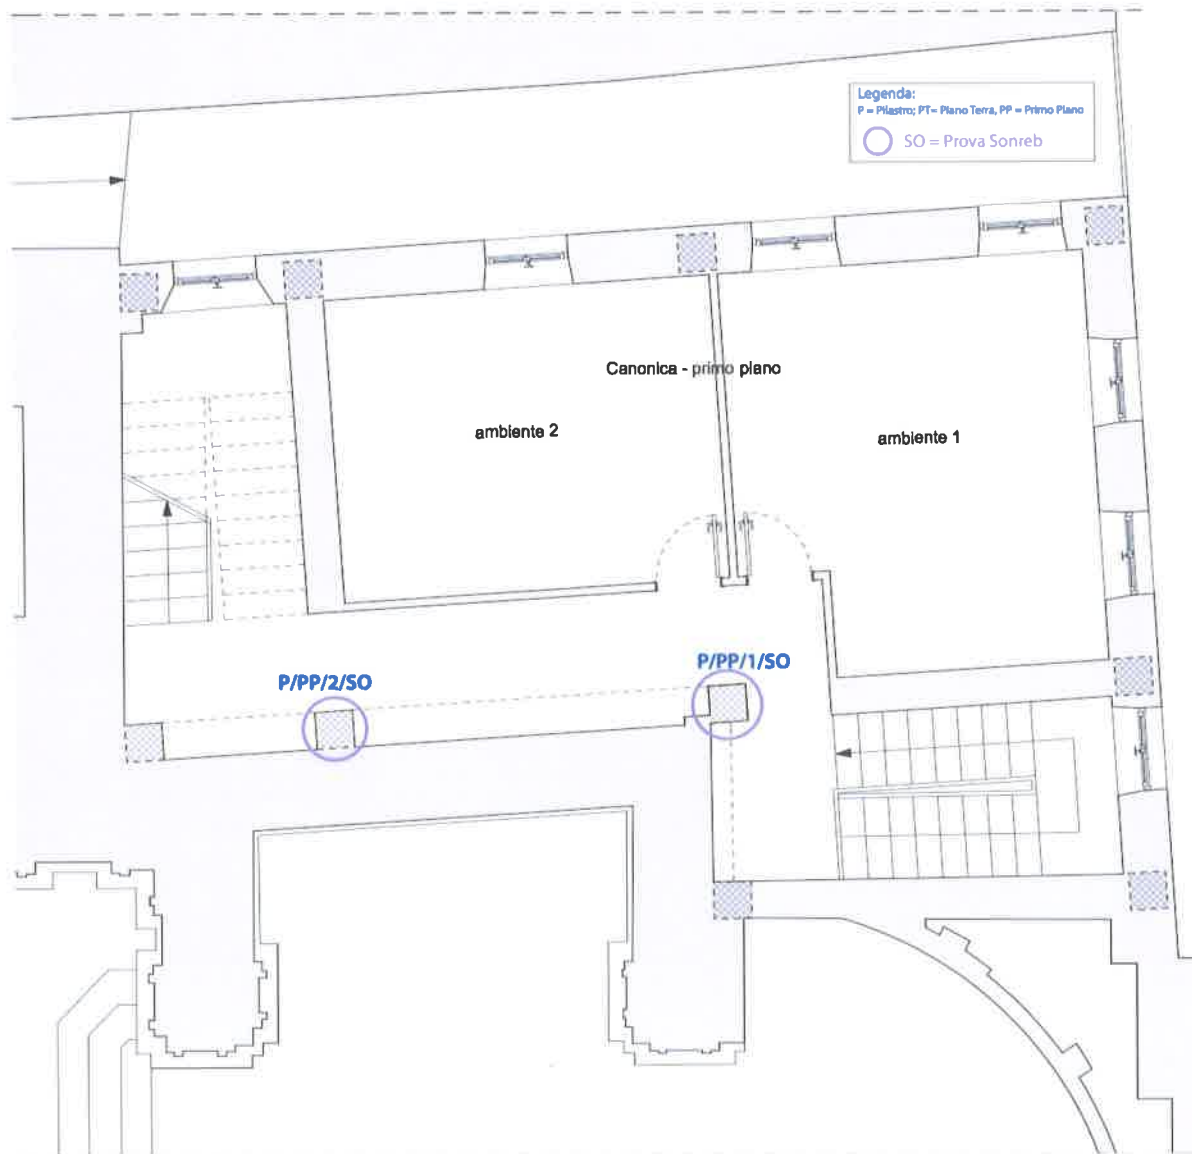 Legenda:
P = Pilastro; PT= Piano Terra, PP = Primo Piano
SO = Prova Sonreb
Canonica - primo piano
ambiente 2
ambiente 1
P/PP/1/SO
P/PP/2/SO